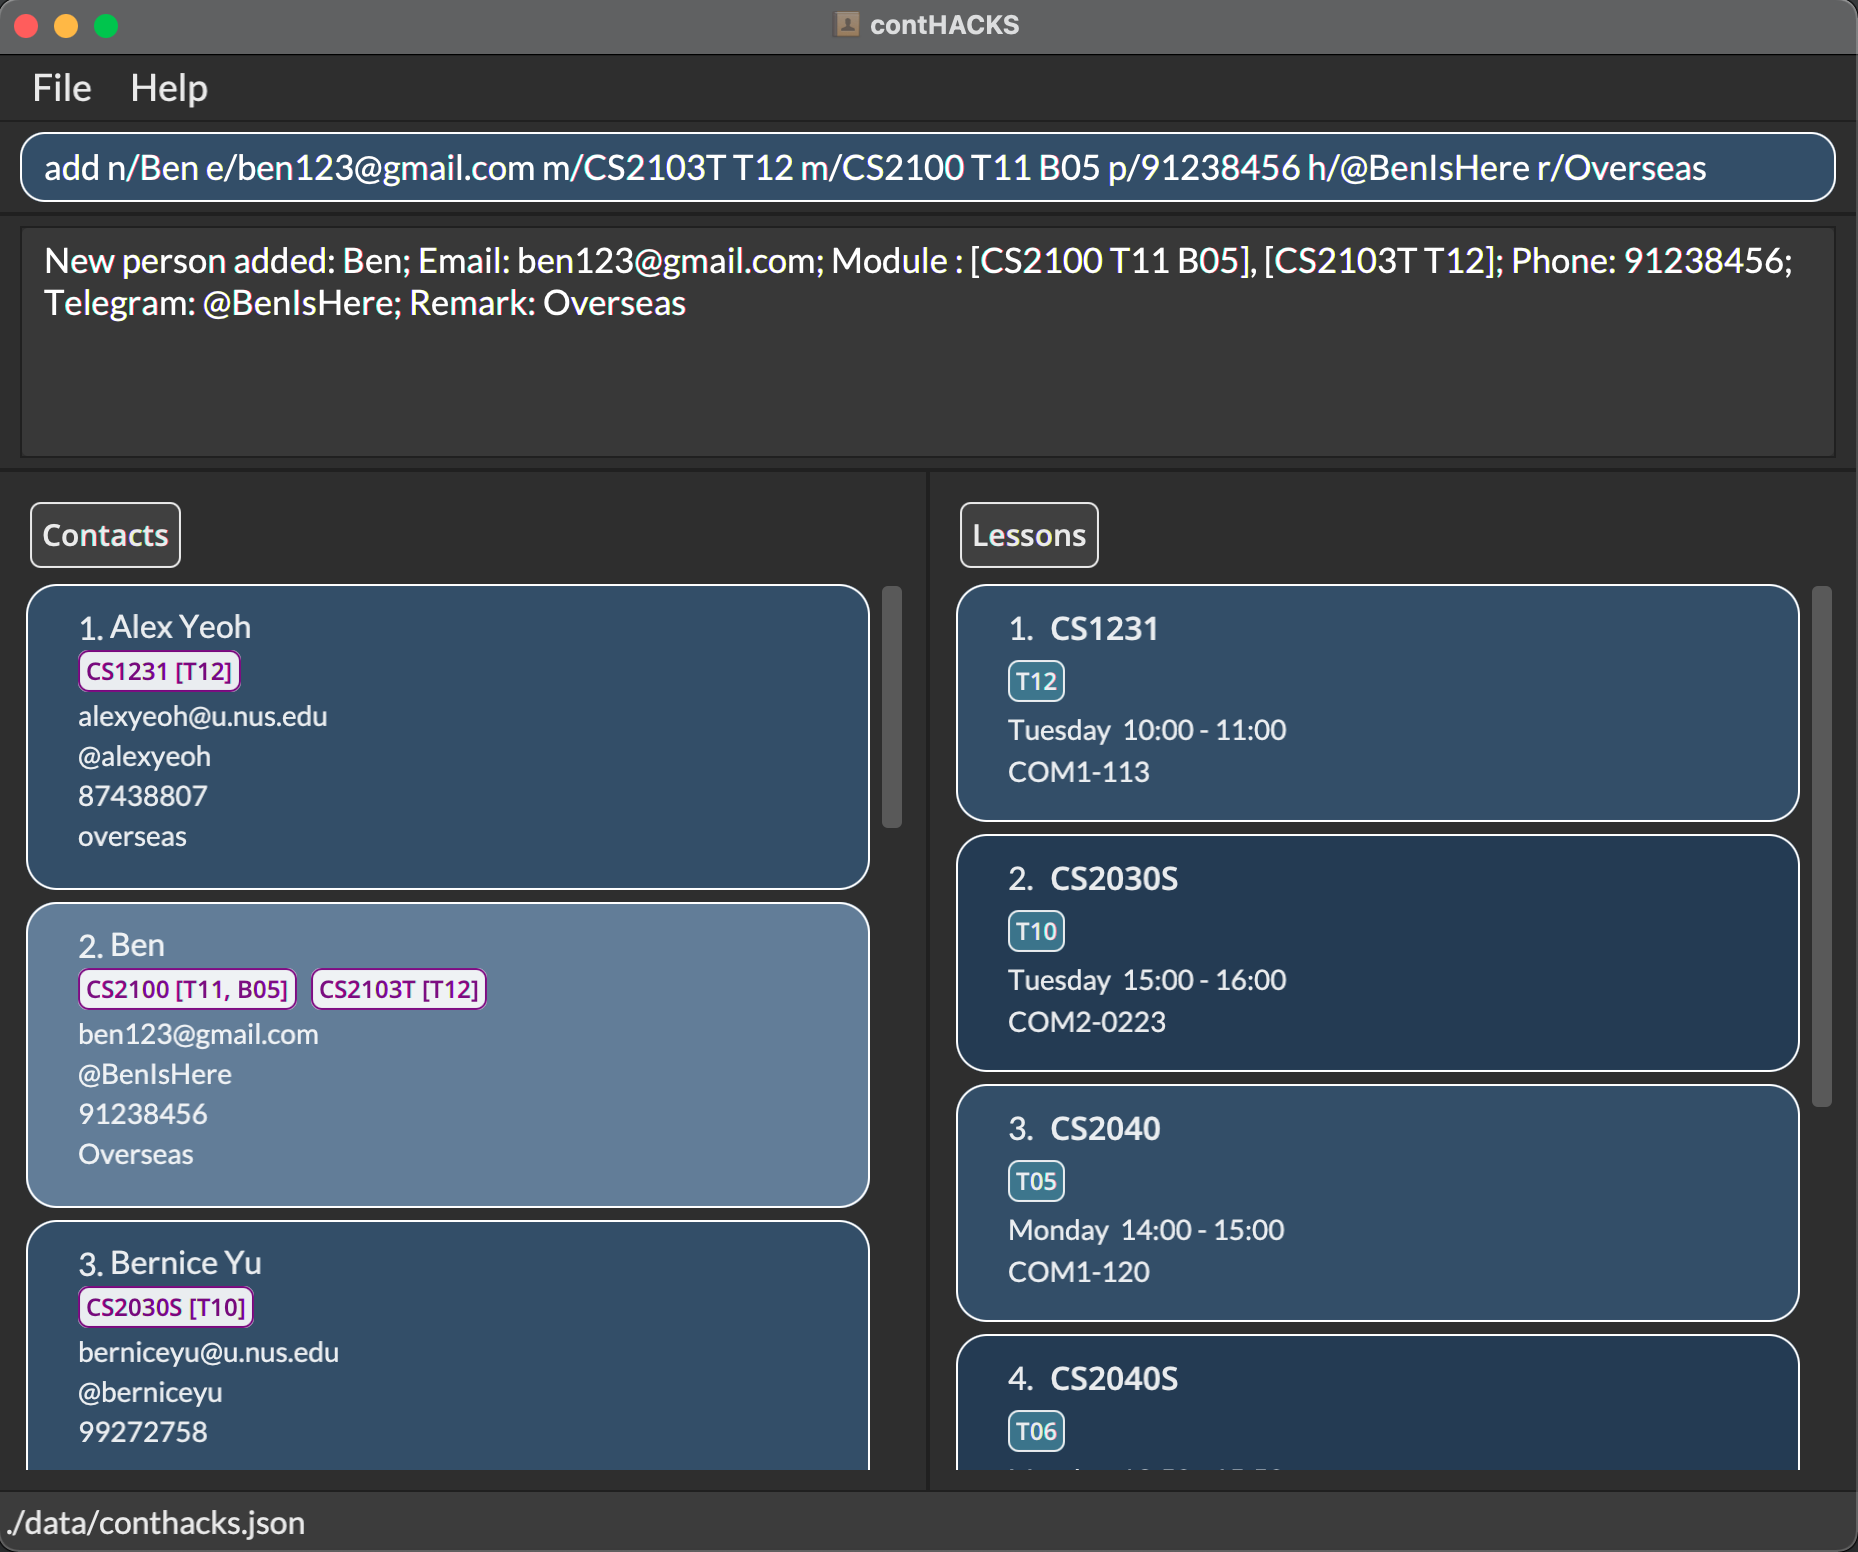 contHACKS
File Help
add n/Ben e/ben123@gmail.com m/CS2103T T12 m/CS2100 T11 B05 p/91238456 h/@BenIsHere r/Overseas
New person added: Ben; Email: ben123@gmail.com; Module : [CS2100 T11 B05], [CS2103T T12]; Phone: 91238456;
Telegram: @BenIsHere; Remark: Overseas
Contacts
1. Alex Yeoh
CS1231 [T12]
alexyeoh@u.nus.edu
@alexyeoh
87438807
overseas
2. Ben
CS2100 [T11, B05] CS2103T [T12]
ben123@gmail.com
@BenIsHere
91238456
Overseas
3. Bernice Yu
CS2030S [T10]
berniceyu@u.nus.edu
@berniceyu
99272758
Lessons
1. CS1231
T12
Tuesday 10:00 - 11:00
COM1-113
2. CS2030S
T10
Tuesday 15:00 - 16:00
COM2-0223
3. CS2040
T05
Monday 14:00 - 15:00
COM1-120
4. CS2040S
T06
./data/conthacks.json